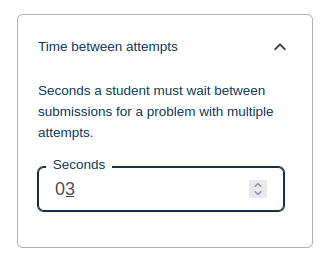 Time between attempts
Seconds a student must wait between
submissions for a problem with multiple
attempts.
Seconds
03